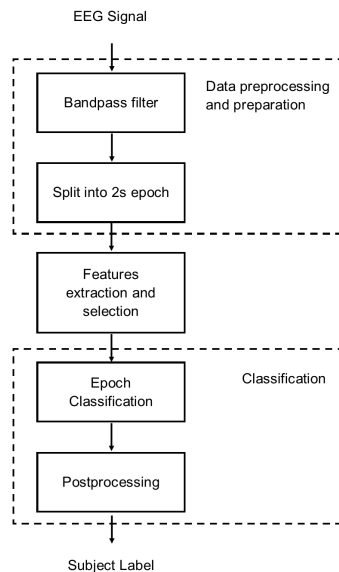 EEG Signal
Bandpass filter
Data preprocessing
and preparation
Split into 2s epoch
Features
extraction and
selection
Epoch
Classification
Classification
Postprocessing
Subject Label